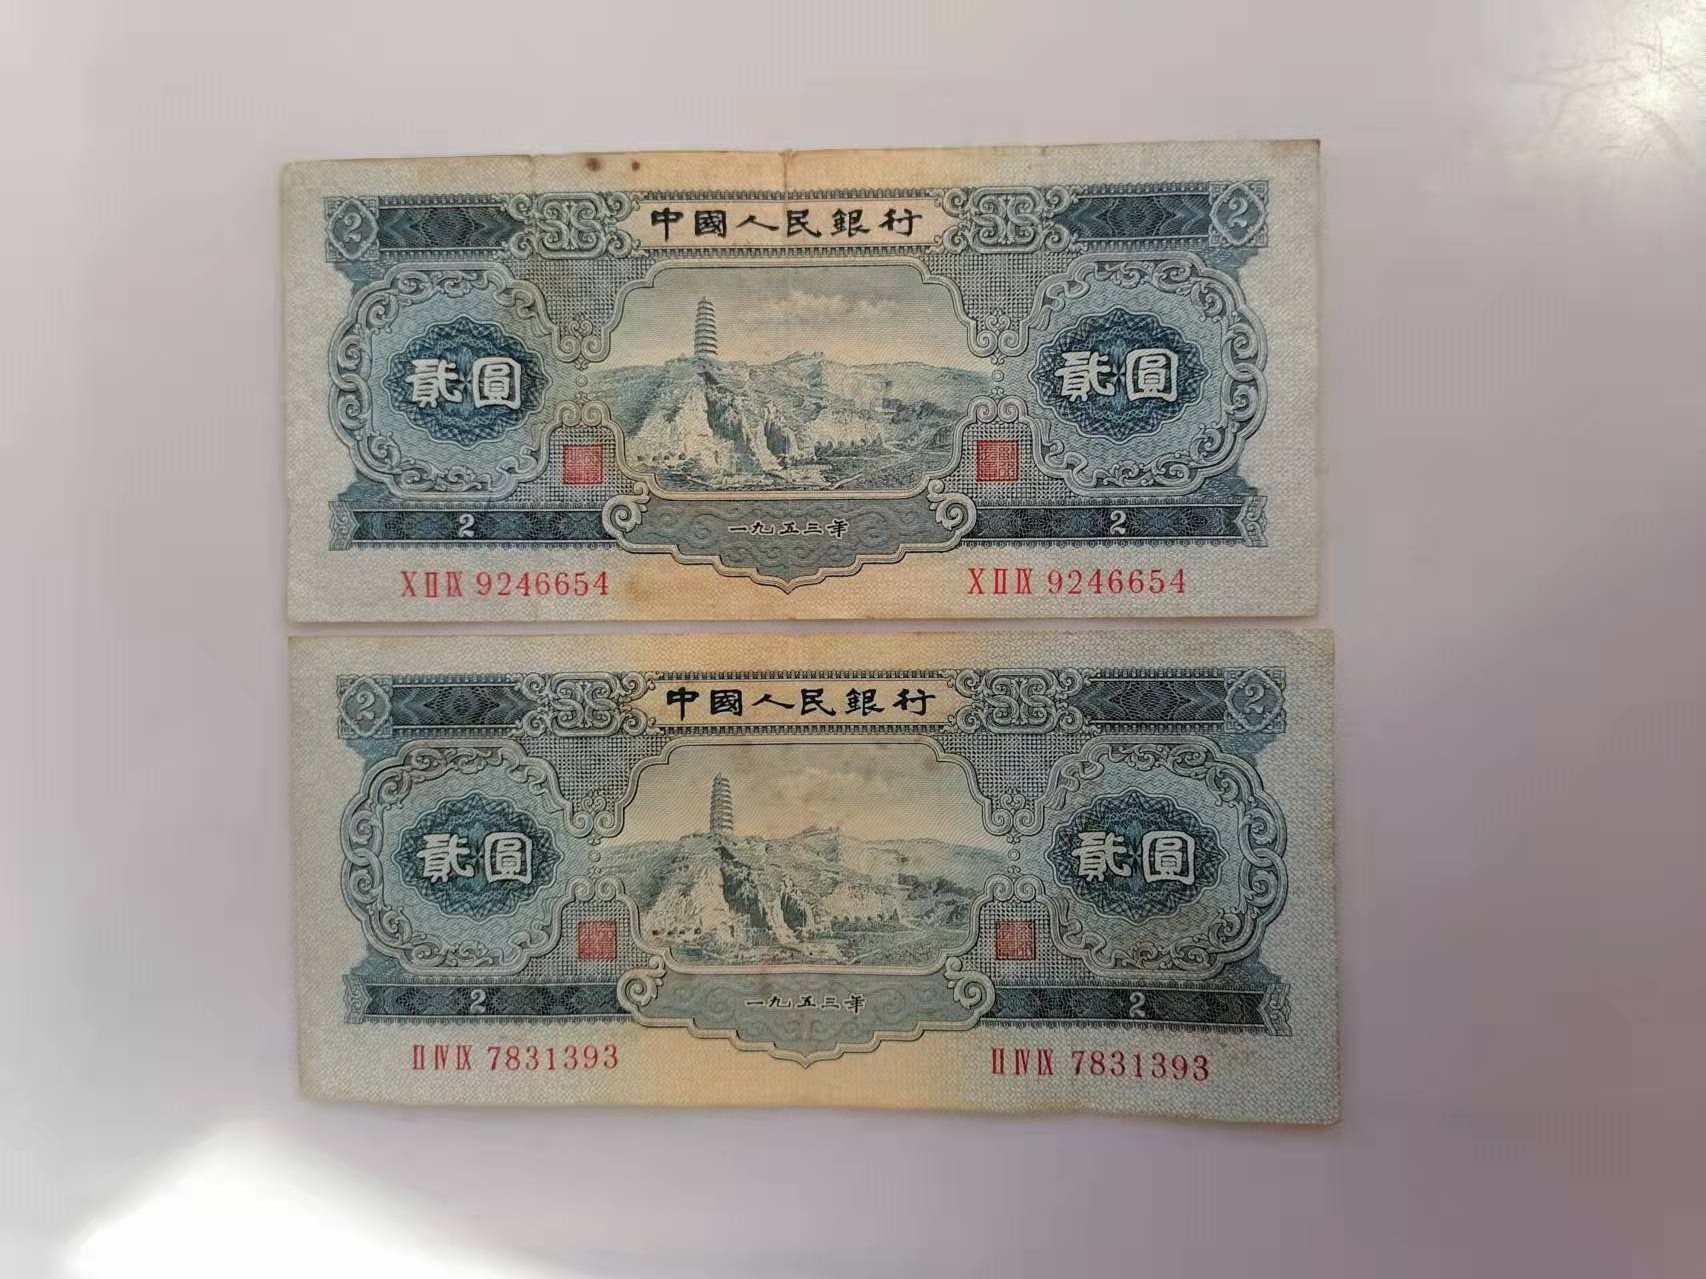 2 中國人民銀行 2
貳圓 貳圓
2 一九五三年 2
X II IX 9246654 X II IX 9246654
2 中國人民銀行 2
貳圓 貳圓
2 一九五三年 2
II IV IX 7831393 II IV IX 7831393